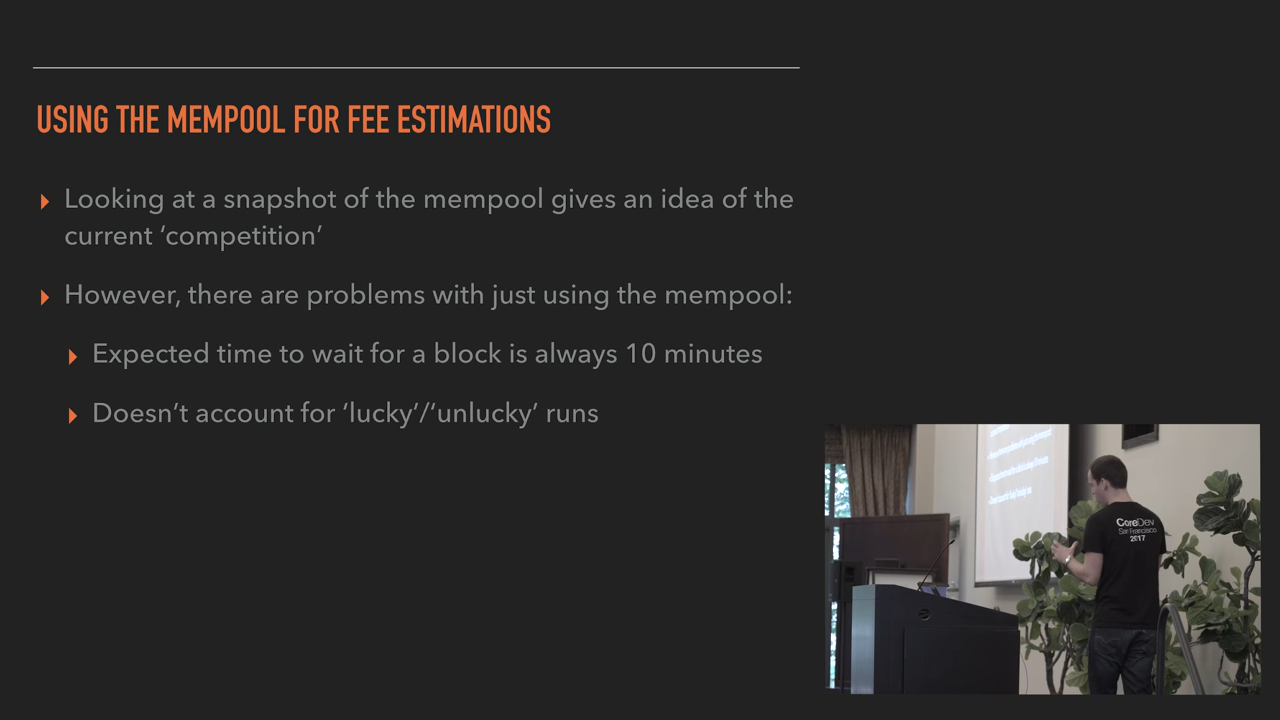 USING THE MEMPOOL FOR FEE ESTIMATIONS
Looking at a snapshot of the mempool gives an idea of the
current ‘competition’
However, there are problems with just using the mempool:
Expected time to wait for a block is always 10 minutes
Doesn’t account for ‘lucky’/‘unlucky’ runs
CoreDev
San Francisco
2017